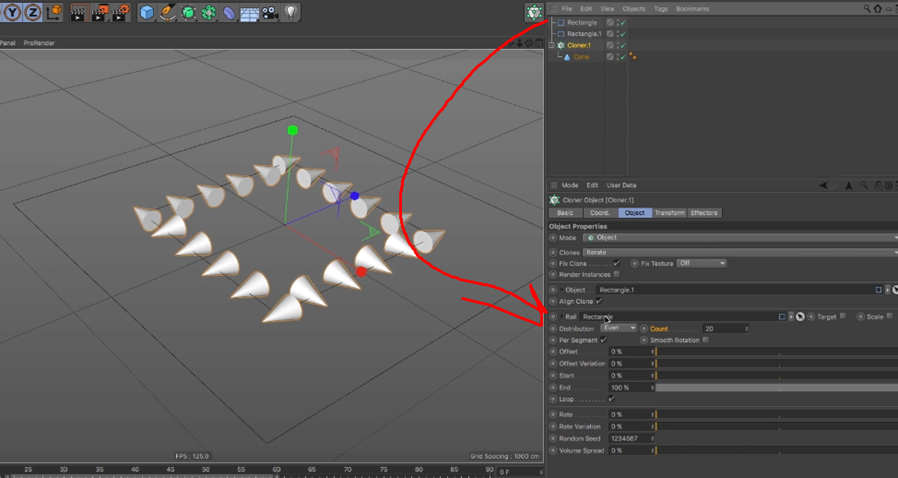 Y Z
File Edit View Objects Tags Bookmarks
Panel ProRender
Rectangle
Rectangle.1
Cloner.1
Cone
Mode Edit User Data
Cloner Object [Cloner.1]
Basic Coord. Object Transform Effectors
Object Properties
Mode Object
Clones Iterate
Fix Clone Fix Texture Off
Render Instances
Object Rectangle.1
Align Clone
Rail Rectangle Target Scale
Distribution Even Count 20
Per Segment Smooth Rotation
Offset 0 %
Offset Variation 0 %
Start 0 %
End 100 %
Loop
Rate 0 %
Rate Variation 0 %
Random Seed 1234567
Volume Spread 0 %
FPS : 125.0 Grid Spacing : 1000 cm
25 30 35 40 45 50 55 60 65 70 75 80 85 90 0 F